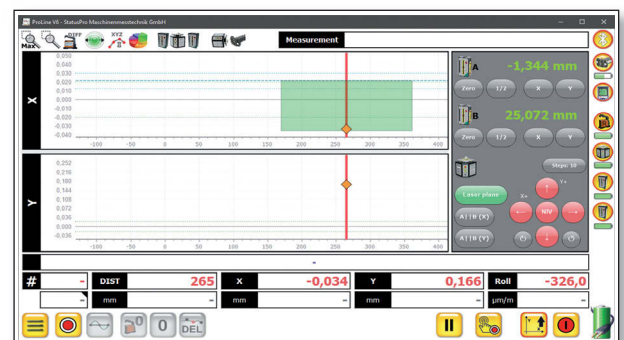 ProLine V6 - StatusPro Maschinenmesstechnik GmbH
Max
DIFF
XYZ
Measurement
X
0,050
0,040
0,030
0,020
0,010
0,000
-0,010
-0,020
-0,030
-0,040
-100 -50 50 100 150 200 250 300 350 400
Y
0,252
0,216
0,180
0,144
0,108
0,072
0,036
0,000
-0,036
-100 -50 50 100 150 200 250 300 350 400
A -1,344 mm
Zero 1/2 X Y
B 25,072 mm
Zero 1/2 X Y
Steps: 10
Laser plane
X+ Y+
A||B (X)
NIV
A||B (Y)
-
# - DIST 265 X -0,034 Y 0,166 Roll -326,0
- mm - mm - mm - µm/m -
0 0 DEL